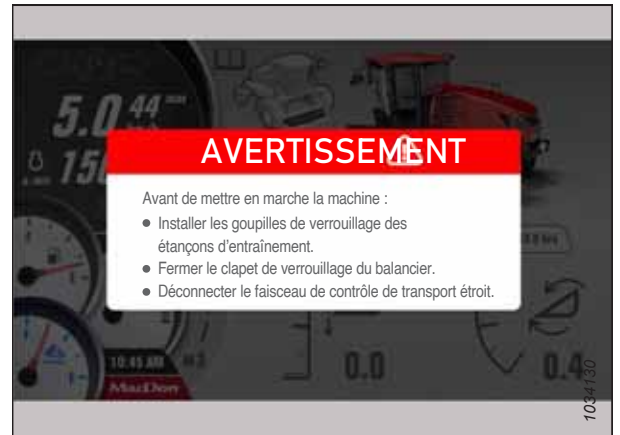 5.0 44
15
AVERTISSEMENT
Avant de mettre en marche la machine :
● Installer les goupilles de verrouillage des
étançons d'entraînement.
● Fermer le clapet de verrouillage du balancier.
● Déconnecter le faisceau de contrôle de transport étroit.
10:45 AM
MacDon
0.0
0.4
1034130